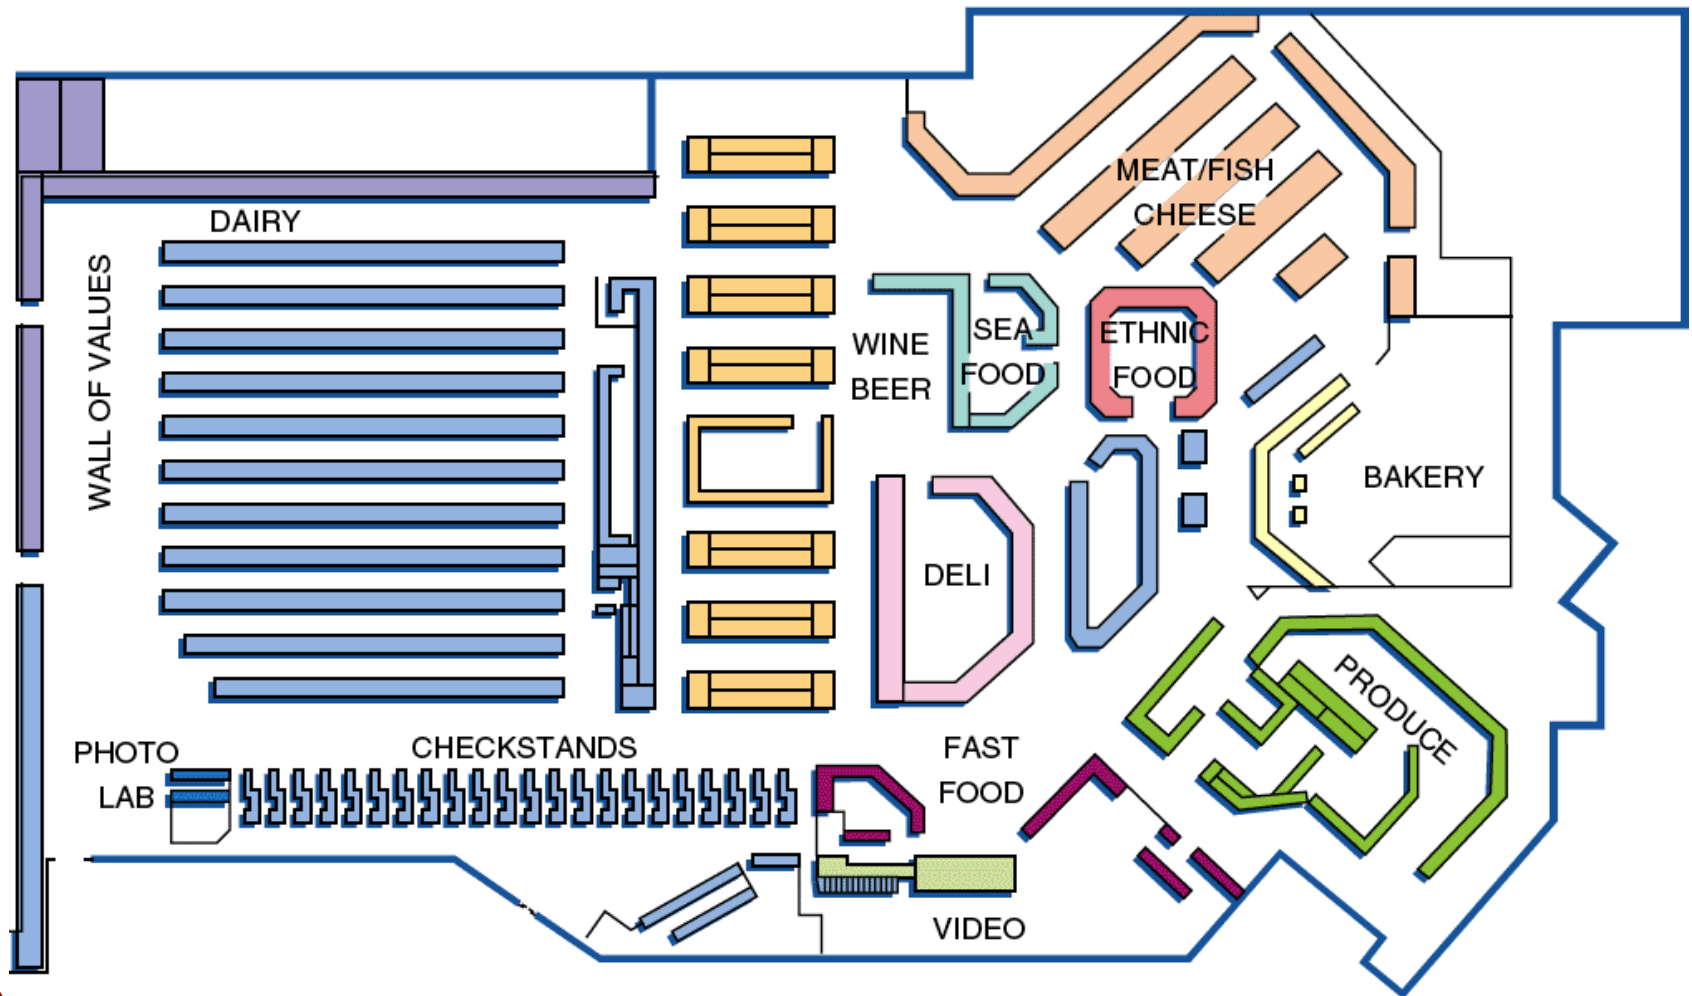 MEAT/FISH
CHEESE
DAIRY
WALL OF VALUES
WINE
BEER
SEA
FOOD
ETHNIC
FOOD
BAKERY
DELI
PRODUCE
PHOTO
LAB
CHECKSTANDS
FAST
FOOD
VIDEO